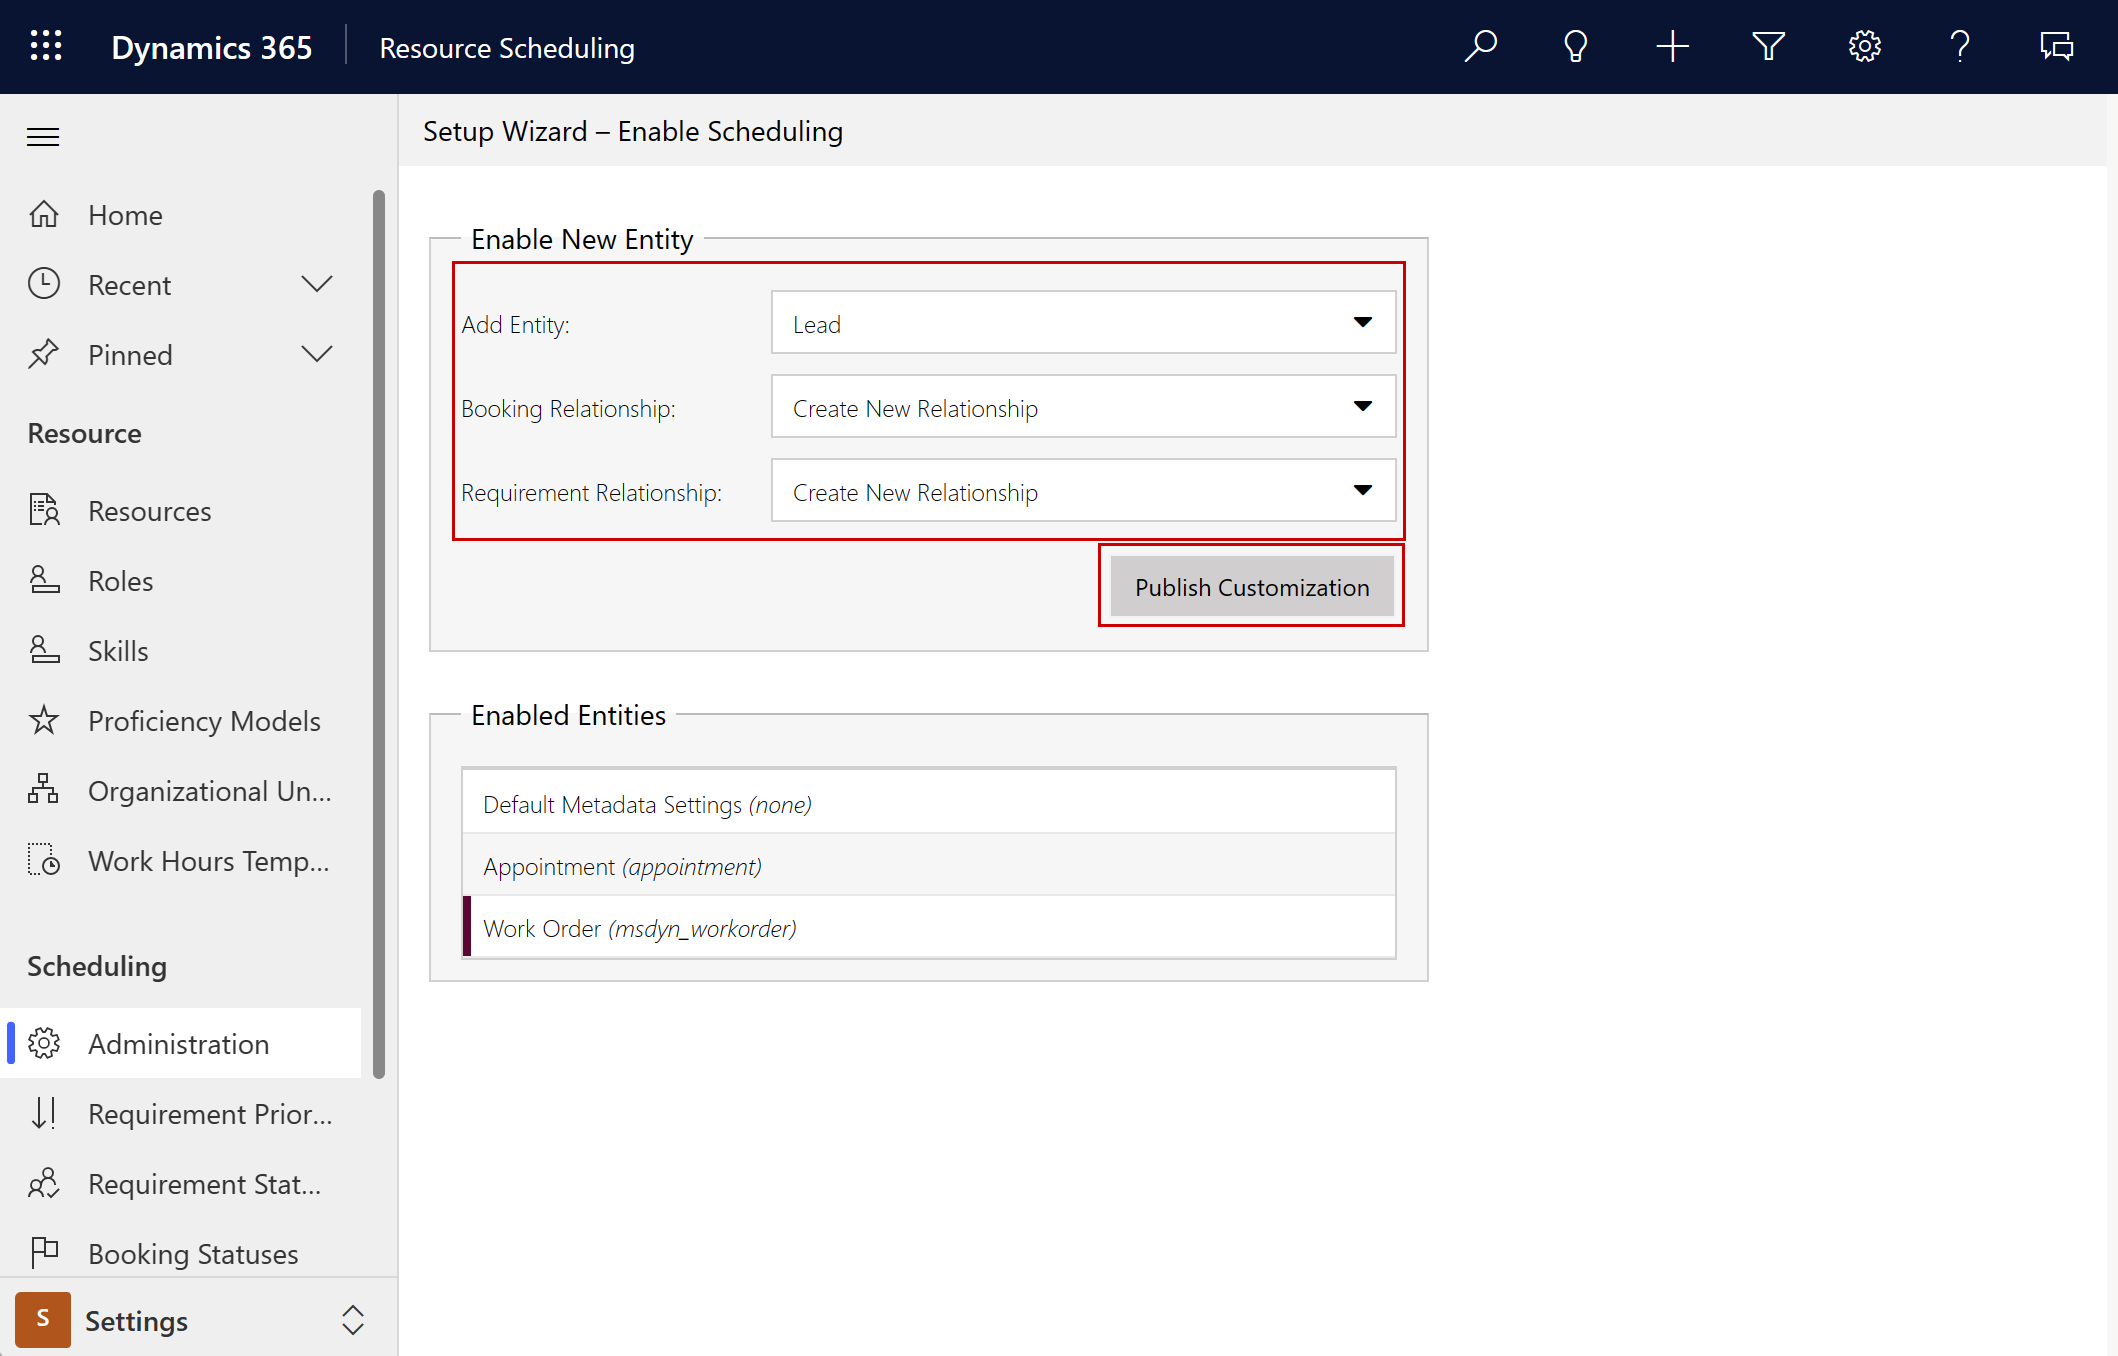 Dynamics 365
Resource Scheduling
Setup Wizard – Enable Scheduling
Home
Recent
Pinned
Resource
Resources
Roles
Skills
Proficiency Models
Organizational Un...
Work Hours Temp...
Scheduling
Administration
Requirement Prior...
Requirement Stat...
Booking Statuses
S
Settings
Enable New Entity
Add Entity:
Lead
Booking Relationship:
Create New Relationship
Requirement Relationship:
Create New Relationship
Publish Customization
Enabled Entities
Default Metadata Settings (none)
Appointment (appointment)
Work Order (msdyn_workorder)